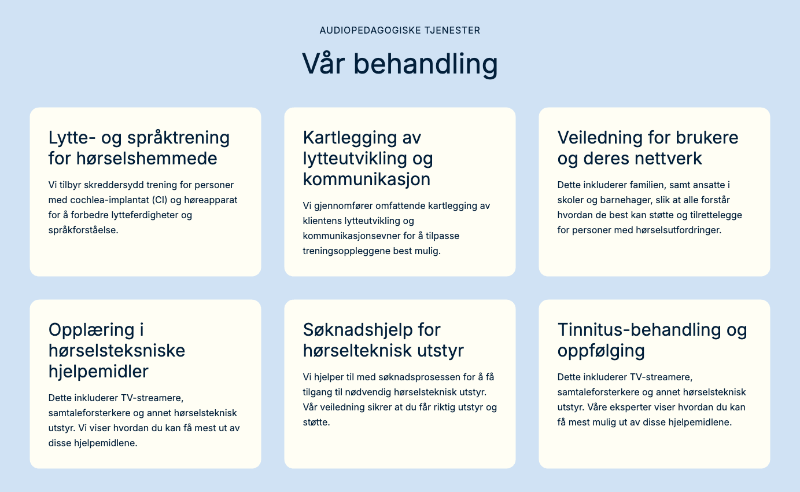 AUDIOPEDAGOGISKE TJENESTER
Vår behandling
Lytte- og språktrening
for hørselshemmede
Vi tilbyr skreddersydd trening for personer
med cochlea-implantat (CI) og høreapparat
for å forbedre lytteferdigheter og
språkforståelse.
Kartlegging av
lytteutvikling og
kommunikasjon
Vi gjennomfører omfattende kartlegging av
klientens lytteutvikling og
kommunikasjonsevner for å tilpasse
treningsoppleggene best mulig.
Veiledning for brukere
og deres nettverk
Dette inkluderer familien, samt ansatte i
skoler og barnehager, slik at alle forstår
hvordan de best kan støtte og tilrettelegge
for personer med hørselsutfordringer.
Opplæring i
hørselsteksniske
hjelpemidler
Dette inkluderer TV-streamere,
samtaleforsterkere og annet hørselsteknisk
utstyr. Vi viser hvordan du kan få mest ut av
disse hjelpemidlene.
Søknadshjelp for
hørselteknisk utstyr
Vi hjelper til med søknadsprosessen for å få
tilgang til nødvendig hørselsteknisk utstyr.
Vår veiledning sikrer at du får riktig utstyr og
støtte.
Tinnitus-behandling og
oppfølging
Dette inkluderer TV-streamere,
samtaleforsterkere og annet hørselsteknisk
utstyr. Våre eksperter viser hvordan du kan
få mest mulig ut av disse hjelpemidlene.